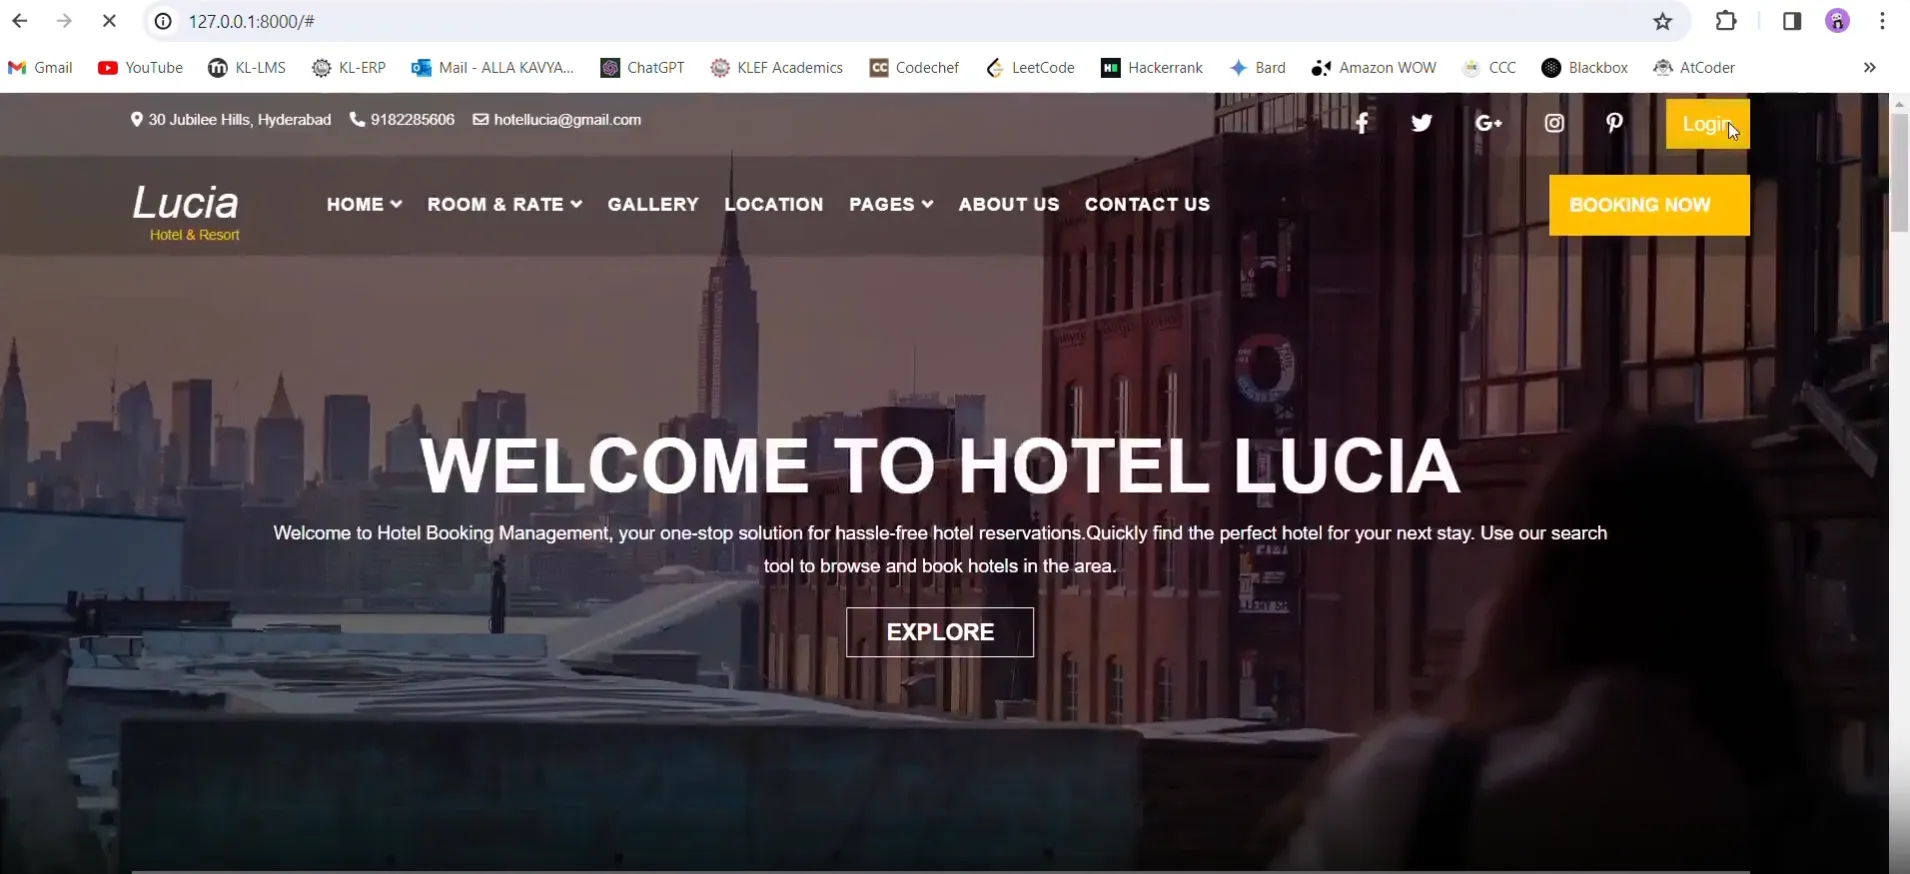 127.0.0.1:8000/#
Gmail YouTube KL-LMS KL-ERP Mail - ALLA KAVYA... ChatGPT KLEF Academics Codechef LeetCode Hackerrank Bard Amazon WOW CCC Blackbox AtCoder
30 Jubilee Hills, Hyderabad 9182285606 hotellucia@gmail.com Login
Lucia
Hotel & Resort
HOME ROOM & RATE GALLERY LOCATION PAGES ABOUT US CONTACT US BOOKING NOW
WELCOME TO HOTEL LUCIA
Welcome to Hotel Booking Management, your one-stop solution for hassle-free hotel reservations.Quickly find the perfect hotel for your next stay. Use our search
tool to browse and book hotels in the area.
EXPLORE